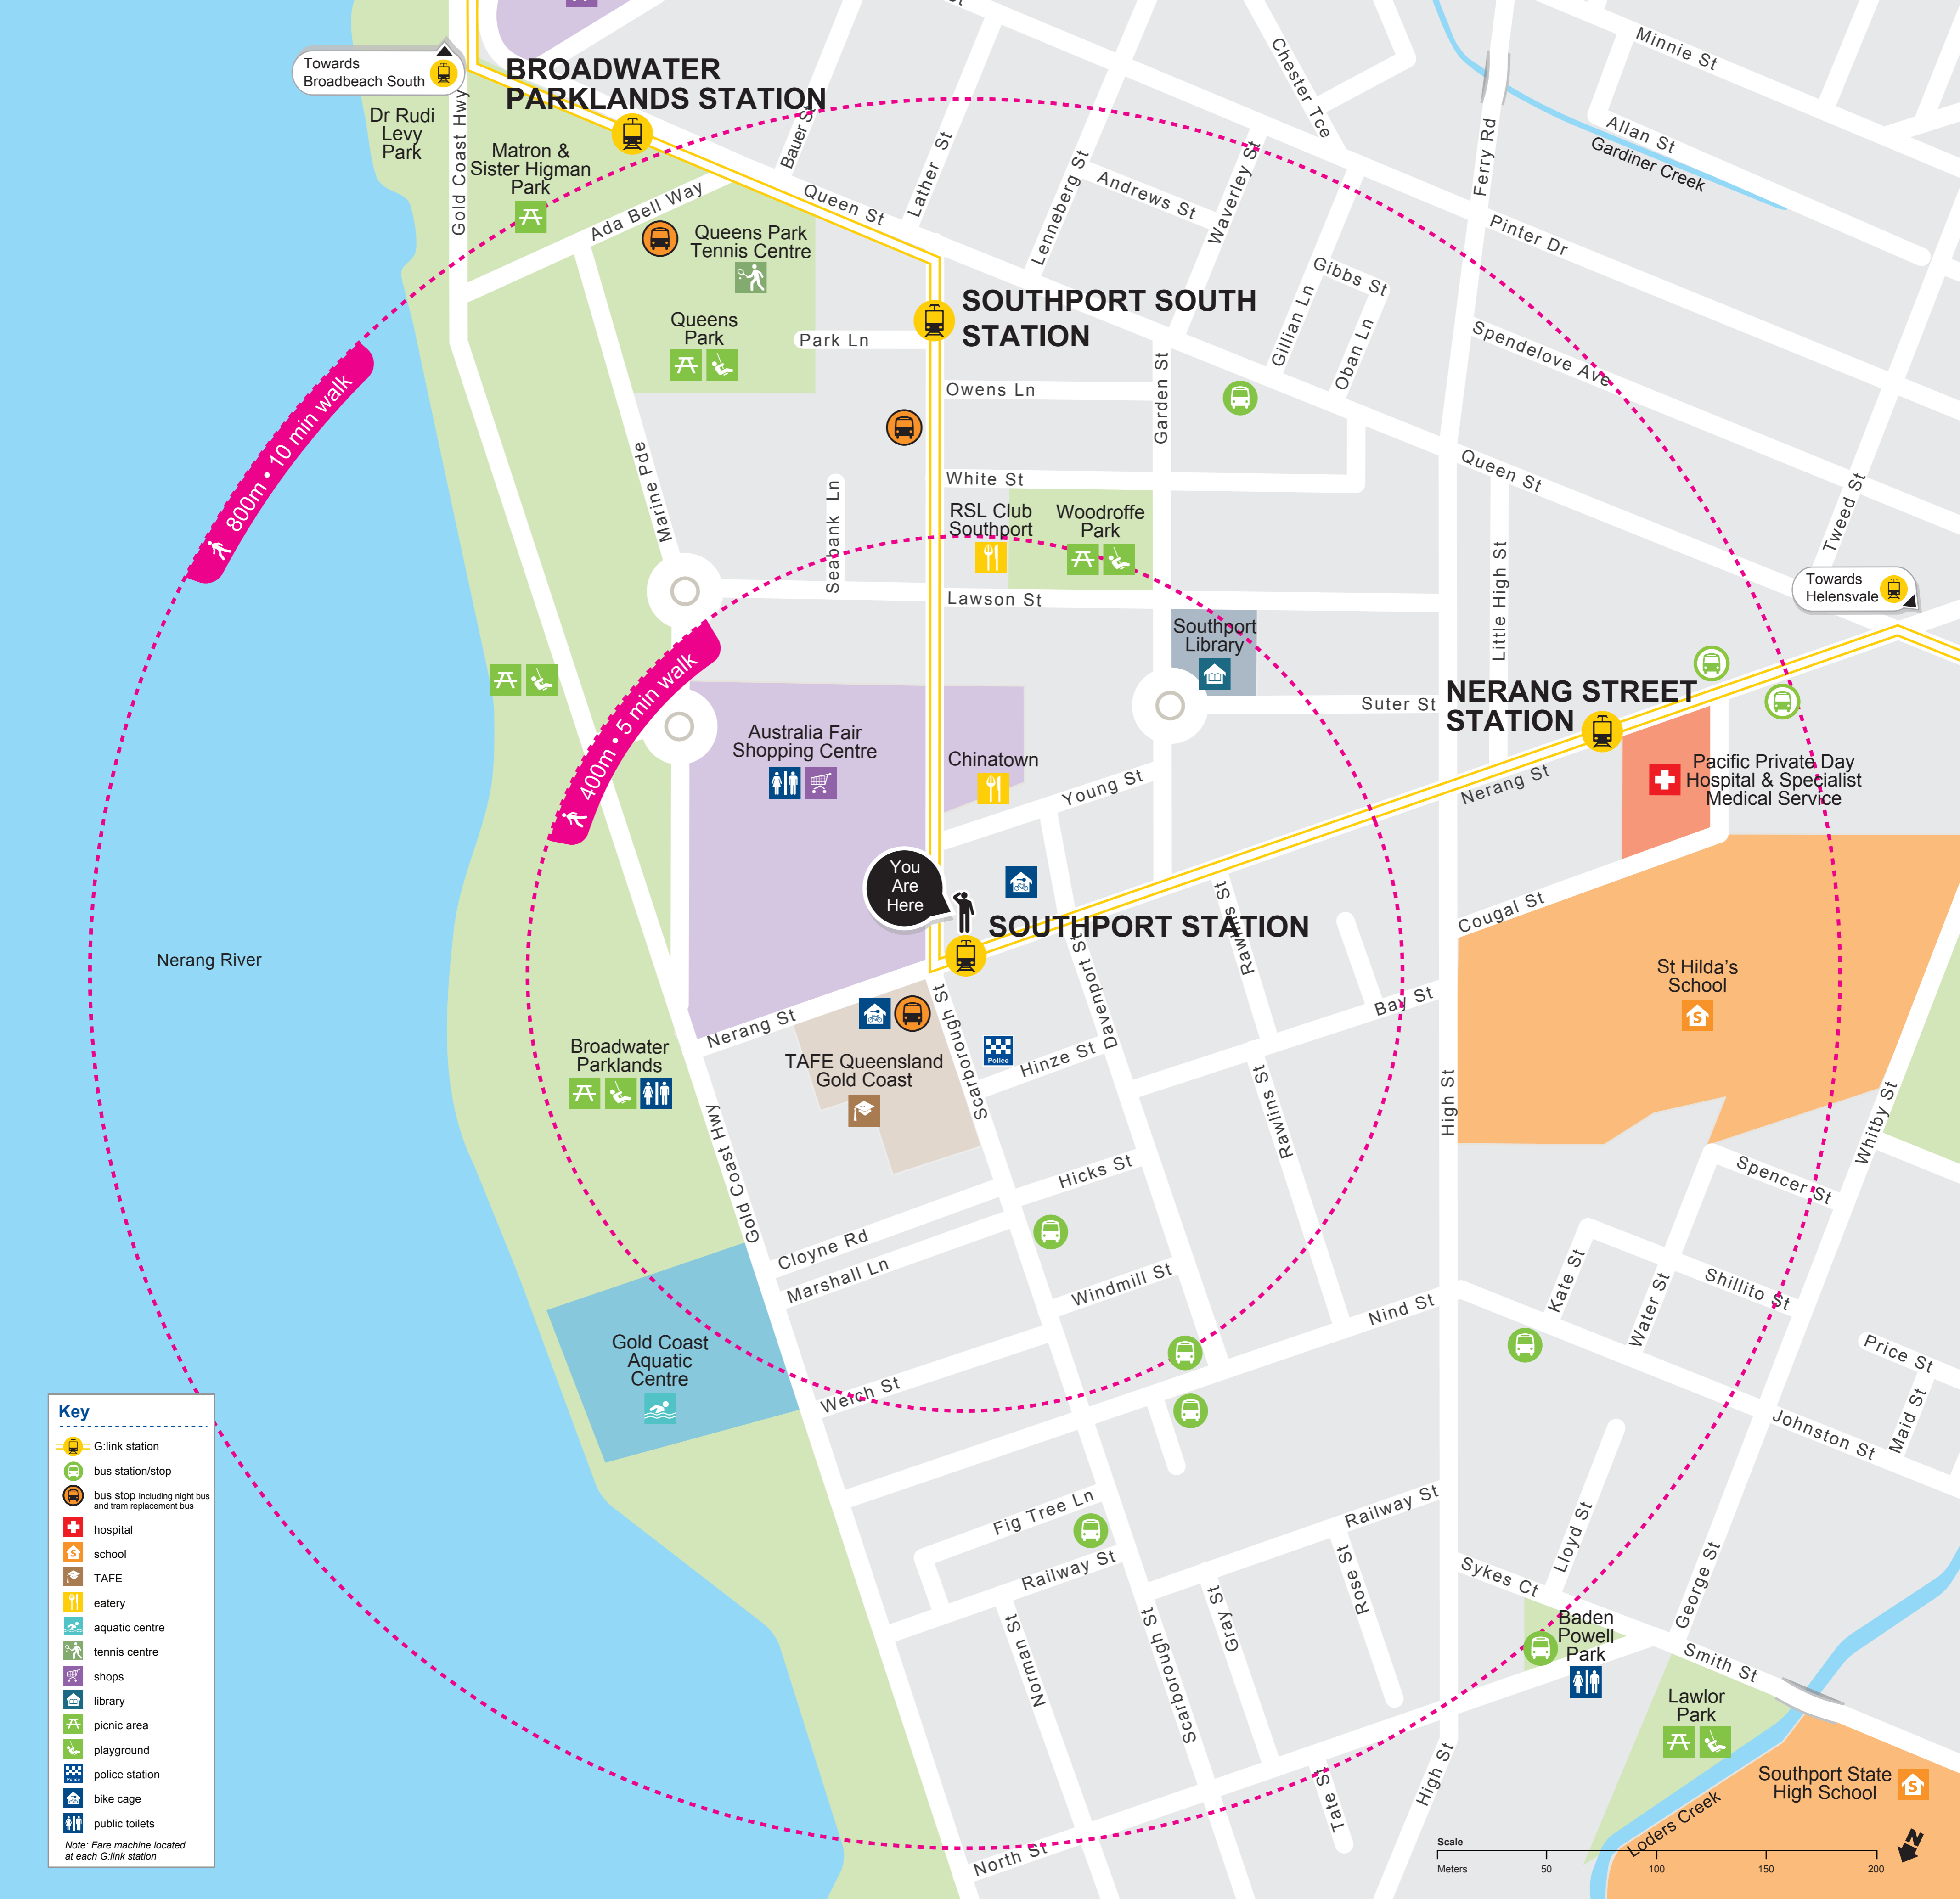 Towards
Broadbeach South
BROADWATER
PARKLANDS STATION
Dr Rudi
Levy
Park
Gold Coast Hwy
Matron &
Sister Higman
Park
Ada Bell Way
Bauer St
Queen St
Lather St
Lenneberg St
Andrews St
Waverley St
Chester Tce
Ferry Rd
Minnie St
Allan St
Gardiner Creek
Pinter Dr
Queens Park
Tennis Centre
Queens
Park
Park Ln
SOUTHPORT SOUTH
STATION
Gibbs St
Gillian Ln
Oban Ln
Spendelove Ave
Owens Ln
Garden St
800m • 10 min walk
Marine Pde
Seabank Ln
White St
RSL Club
Southport
Woodroffe
Park
Queen St
Tweed St
Lawson St
Little High St
Towards
Helensvale
Southport
Library
400m • 5 min walk
Suter St
NERANG STREET
STATION
Australia Fair
Shopping Centre
Chinatown
Young St
Nerang St
Pacific Private Day
Hospital & Specialist
Medical Service
You
Are
Here
SOUTHPORT STATION
Rawlins St
Cougal St
Nerang River
St Hilda's
School
Nerang St
Scarborough St
Davenport St
Bay St
Broadwater
Parklands
TAFE Queensland
Gold Coast
Police
Hinze St
Rawlins St
High St
Whitby St
Gold Coast Hwy
Hicks St
Spencer St
Cloyne Rd
Marshall Ln
Windmill St
Nind St
Kate St
Water St
Shillito St
Gold Coast
Aquatic
Centre
Welch St
Price St
Maid St
Johnston St
Fig Tree Ln
Railway St
Railway St
Rose St
Sykes Ct
Lloyd St
George St
Norman St
Scarborough St
Gray St
Baden
Powell
Park
Smith St
Lawlor
Park
Tate St
High St
North St
Southport State
High School
Loders Creek
Key
G:link station
bus station/stop
bus stop including night bus
and tram replacement bus
hospital
school
TAFE
eatery
aquatic centre
tennis centre
shops
library
picnic area
playground
Police
police station
bike cage
public toilets
Note: Fare machine located
at each G:link station
Scale
Meters 50 100 150 200
N